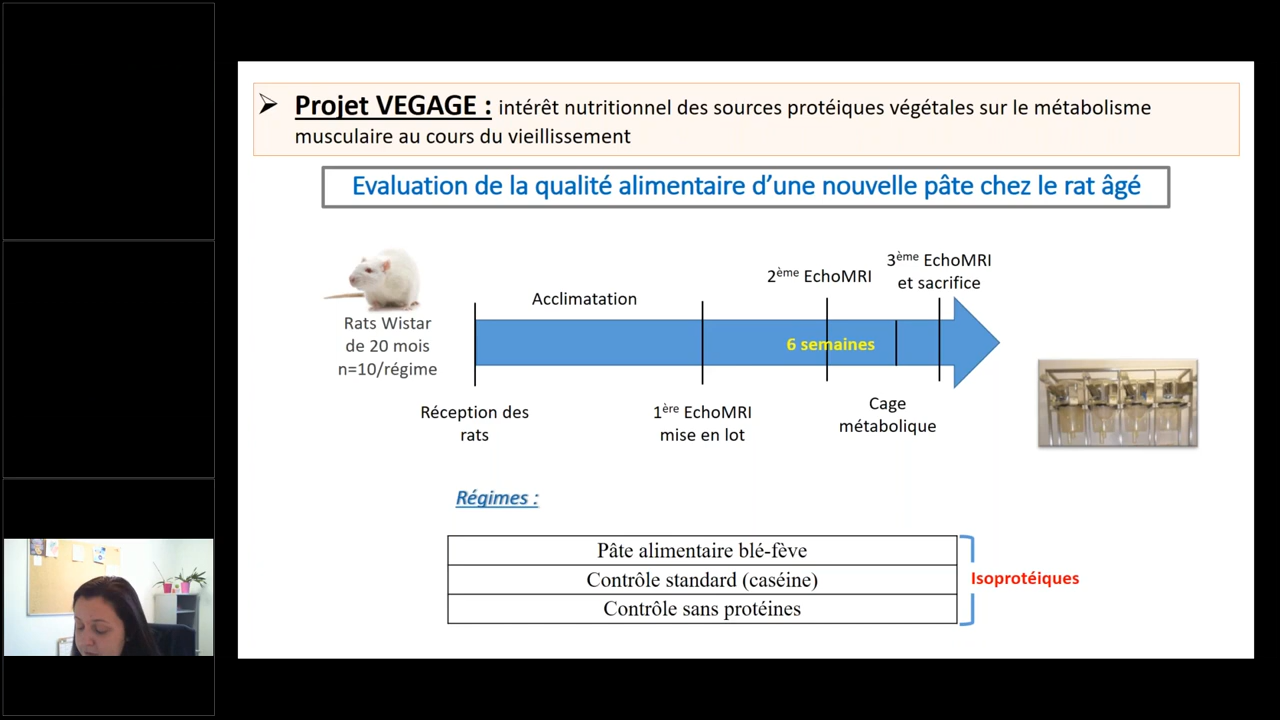 Projet VEGAGE : intérêt nutritionnel des sources protéiques végétales sur le métabolisme
musculaire au cours du vieillissement
Evaluation de la qualité alimentaire d’une nouvelle pâte chez le rat âgé
3ème EchoMRI
et sacrifice
2ème EchoMRI
Acclimatation
Rats Wistar
de 20 mois
n=10/régime
6 semaines
Réception des
rats
1ère EchoMRI
mise en lot
Cage
métabolique
Régimes :
Pâte alimentaire blé-fève
Contrôle standard (caséine)
Contrôle sans protéines
Isoprotéiques